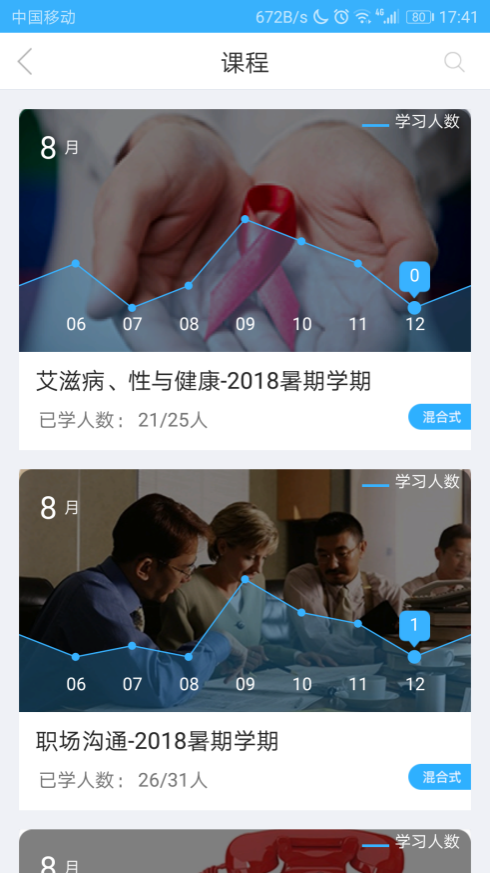 中国移动 672B/s 4G 80 17:41
课程
学习人数
8 月
0
06 07 08 09 10 11 12
艾滋病、性与健康-2018暑期学期
已学人数： 21/25人 混合式
学习人数
8 月
1
06 07 08 09 10 11 12
职场沟通-2018暑期学期
已学人数： 26/31人 混合式
学习人数
8 月